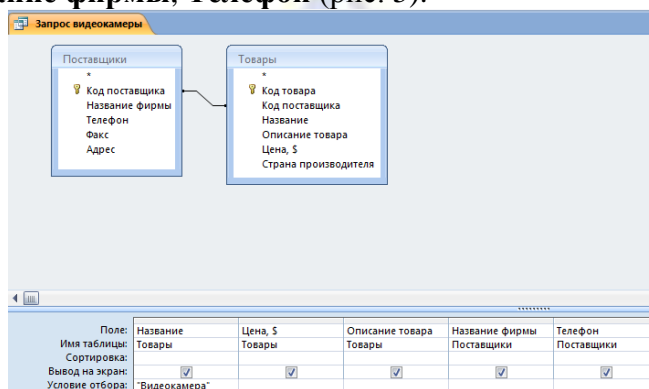 ние фирмы, Телефон (рис. 3).
Запрос видеокамеры
Поставщики
*
Код поставщика
Название фирмы
Телефон
Факс
Адрес
Товары
*
Код товара
Код поставщика
Название
Описание товара
Цена, $
Страна производителя
Поле: Название Цена, $ Описание товара Название фирмы Телефон
Имя таблицы: Товары Товары Товары Поставщики Поставщики
Сортировка:
Вывод на экран:
Условие отбора: "Видеокамера"